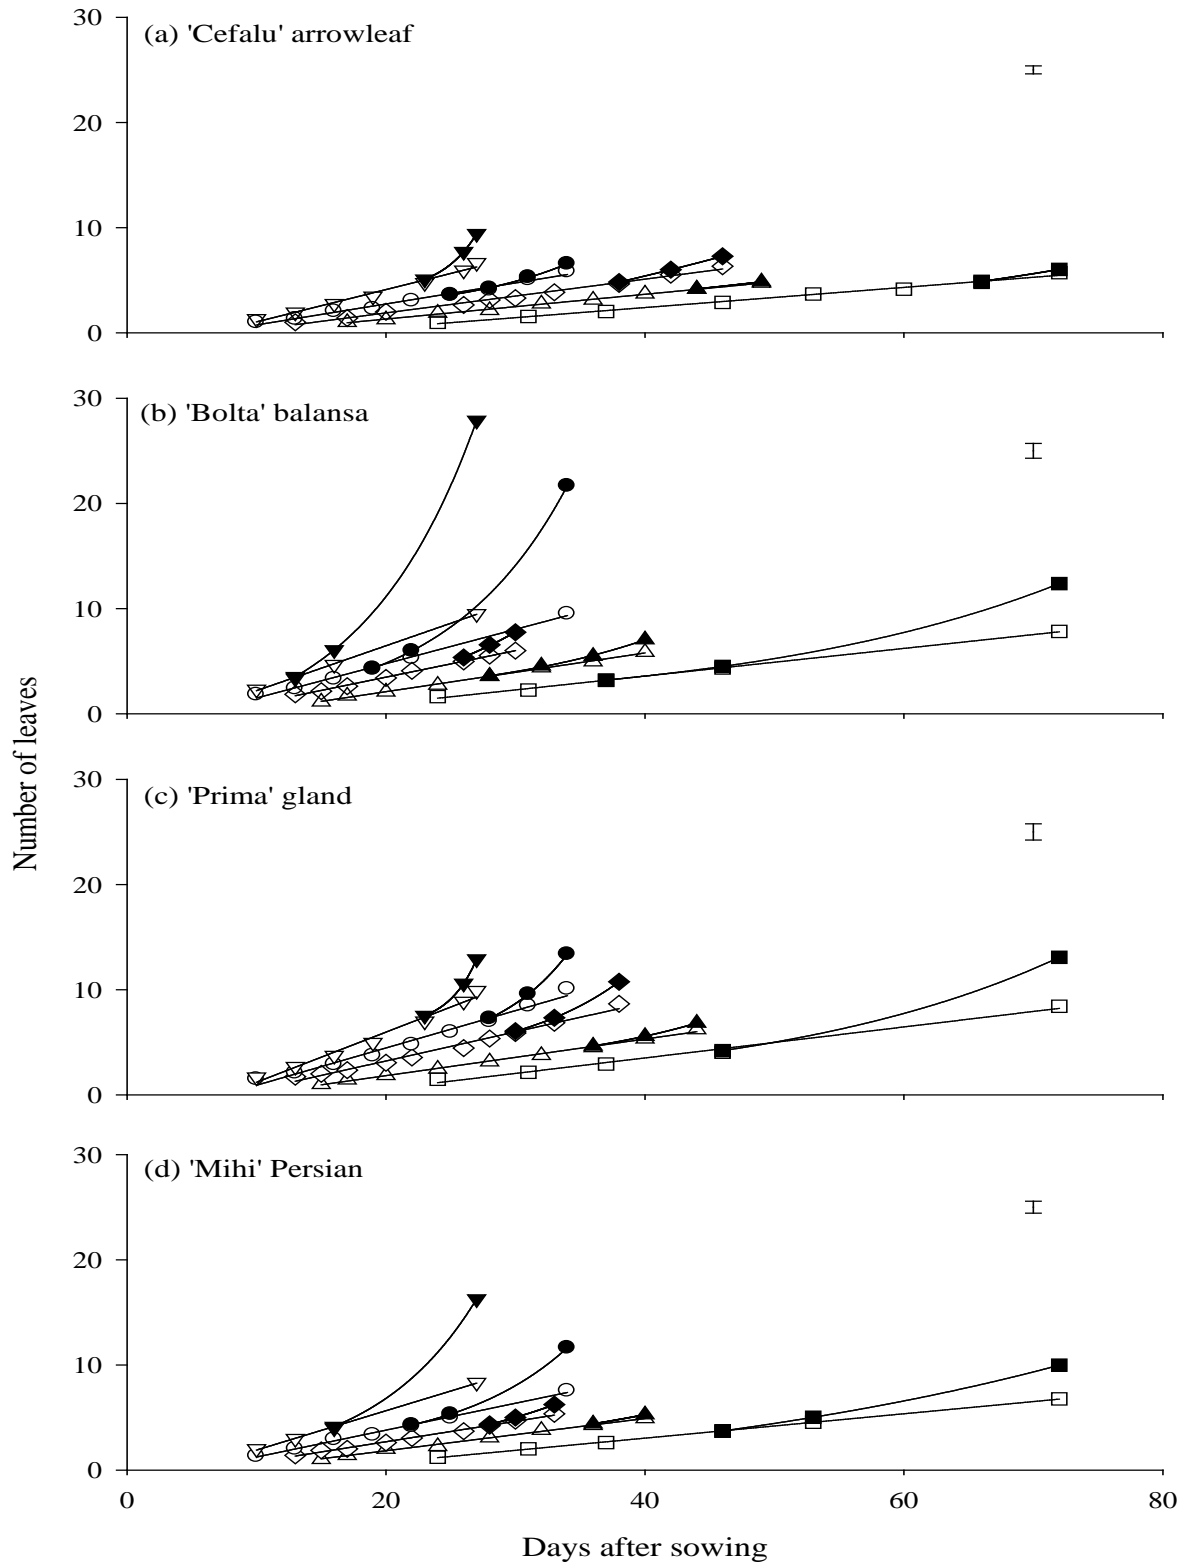 30
(a) 'Cefalu' arrowleaf
20
10
0
30
(b) 'Bolta' balansa
20
10
0
Number of leaves
30
(c) 'Prima' gland
20
10
0
30
(d) 'Mihi' Persian
20
10
0
0 20 40 60 80
Days after sowing